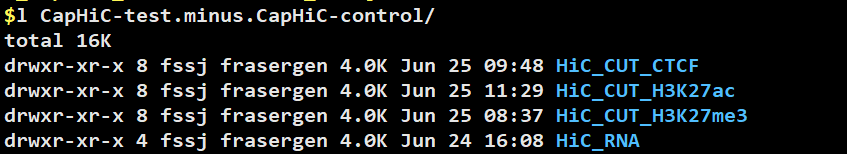 $l CapHiC-test.minus.CapHiC-control/
total 16K
drwxr-xr-x 8 fssj frasergen 4.0K Jun 25 09:48 HiC_CUT_CTCF
drwxr-xr-x 8 fssj frasergen 4.0K Jun 25 11:29 HiC_CUT_H3K27ac
drwxr-xr-x 8 fssj frasergen 4.0K Jun 25 08:37 HiC_CUT_H3K27me3
drwxr-xr-x 4 fssj frasergen 4.0K Jun 24 16:08 HiC_RNA